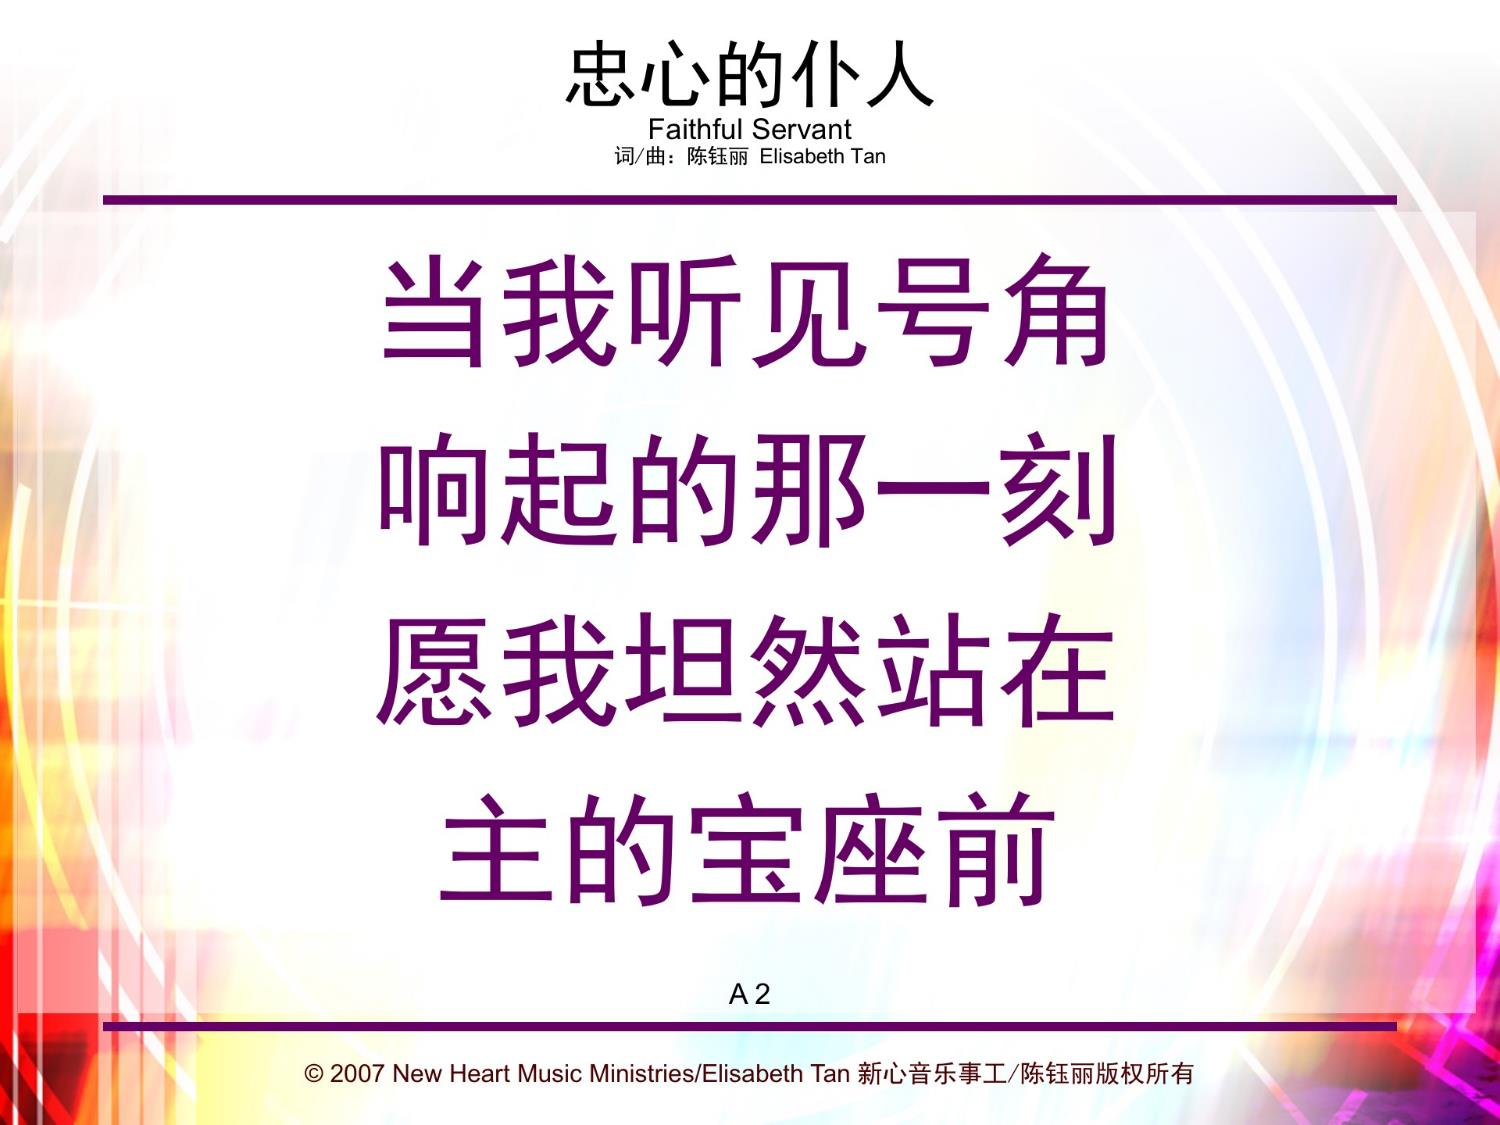 忠心的仆人
Faithful Servant
词/曲：陈钰丽 Elisabeth Tan
当我听见号角
响起的那一刻
愿我坦然站在
主的宝座前
A 2
© 2007 New Heart Music Ministries/Elisabeth Tan 新心音乐事工/陈钰丽版权所有